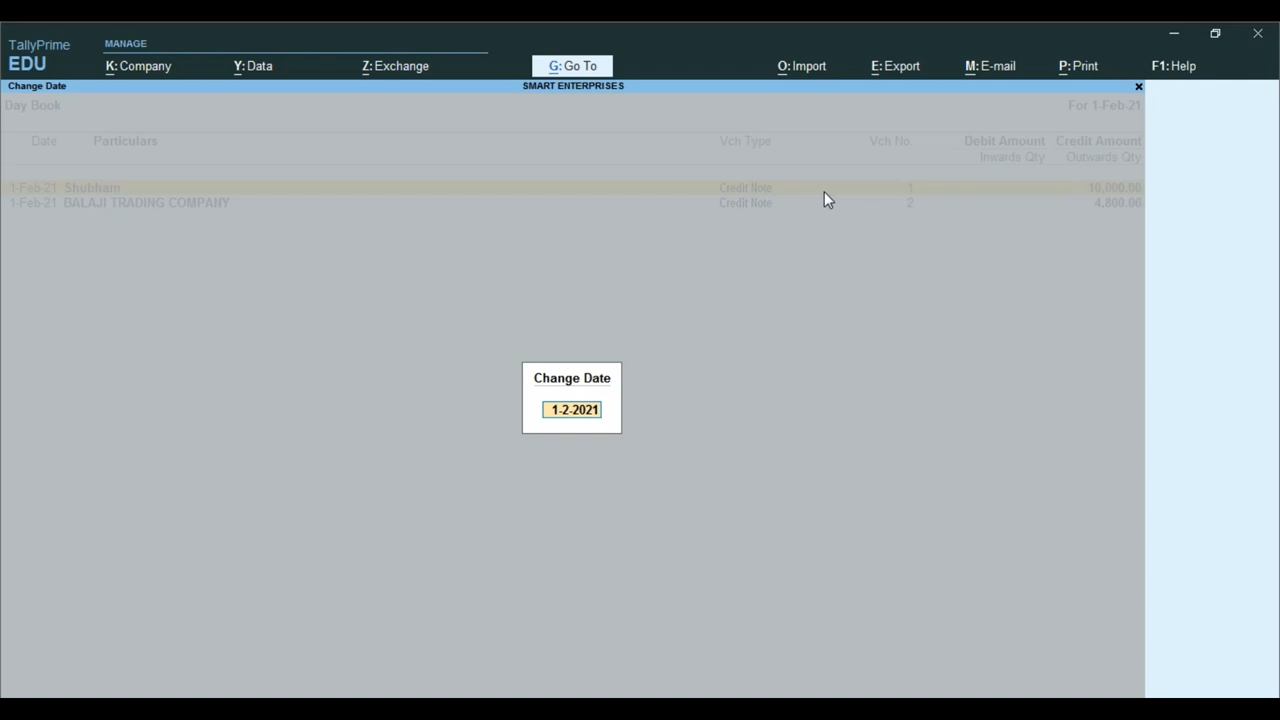 TallyPrime
EDU
MANAGE
K: Company Y: Data Z: Exchange G: Go To O: Import E: Export M: E-mail P: Print F1: Help
Change Date SMART ENTERPRISES x
Day Book For 1-Feb-21
Date Particulars Vch Type Vch No. Debit Amount Credit Amount
Inwards Qty Outwards Qty
1-Feb-21 Shubham Credit Note 1 10,000.00
1-Feb-21 BALAJI TRADING COMPANY Credit Note 2 4,800.00
Change Date
1-2-2021